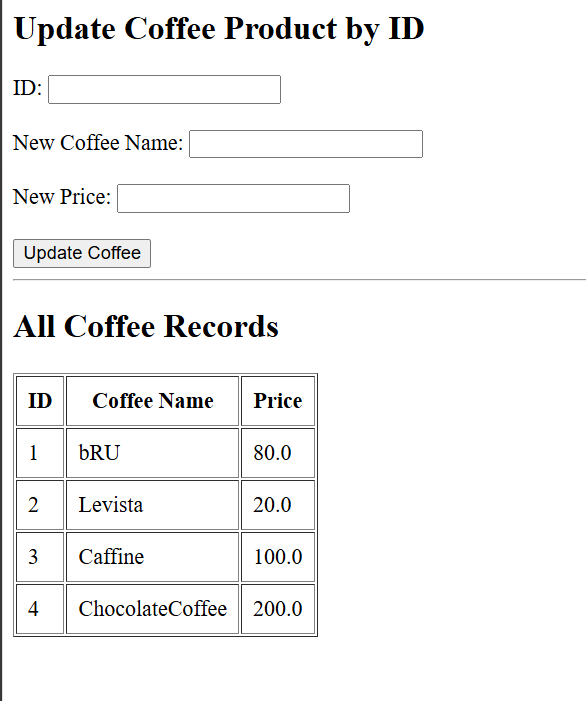 Update Coffee Product by ID
ID:
New Coffee Name:
New Price:
Update Coffee
All Coffee Records
ID Coffee Name Price
1 bRU 80.0
2 Levista 20.0
3 Caffine 100.0
4 ChocolateCoffee 200.0